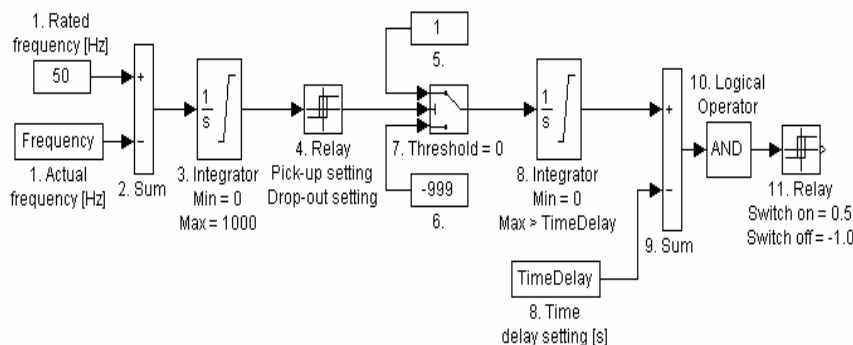 1. Rated
frequency [Hz]
50
+
Frequency
−
1. Actual
frequency [Hz]
2. Sum
1
s
3. Integrator
Min = 0
Max = 1000
4. Relay
Pick-up setting
Drop-out setting
1
5.
7. Threshold = 0
-999
6.
1
s
8. Integrator
Min = 0
Max > TimeDelay
TimeDelay
8. Time
delay setting [s]
+
−
9. Sum
10. Logical
Operator
AND
11. Relay
Switch on = 0.5
Switch off = -1.0